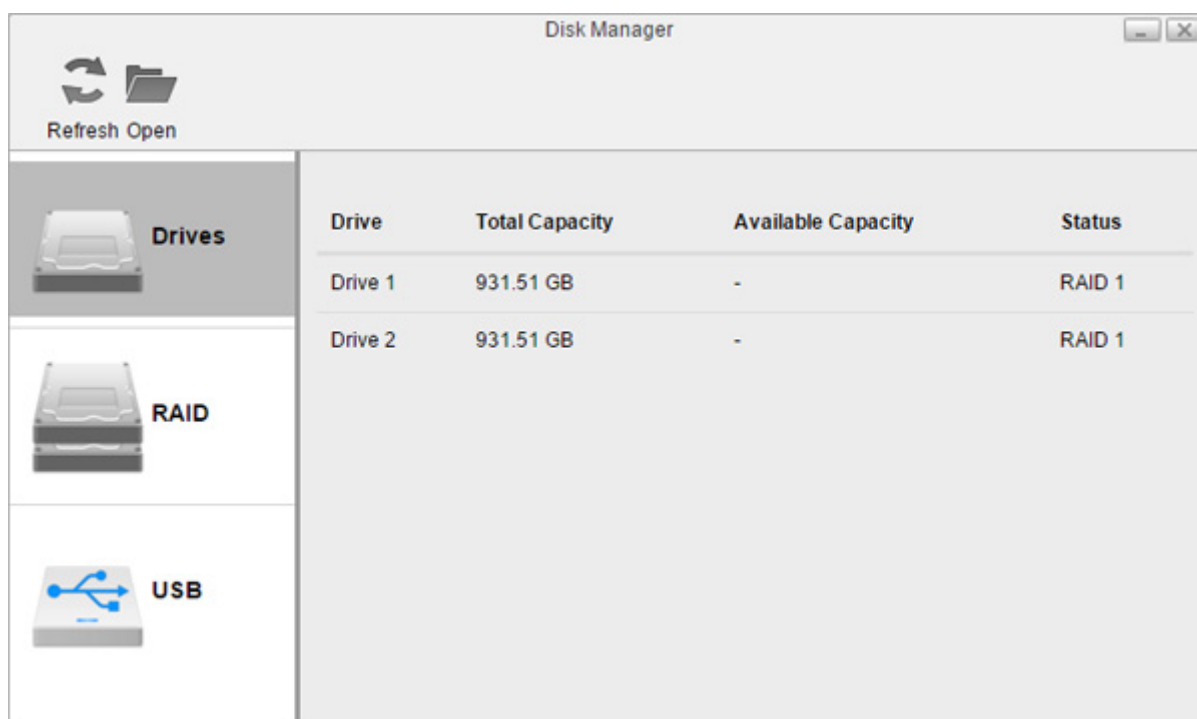 Disk Manager
Refresh Open
Drives
Drive Total Capacity Available Capacity Status
Drive 1 931.51 GB - RAID 1
Drive 2 931.51 GB - RAID 1
RAID
USB